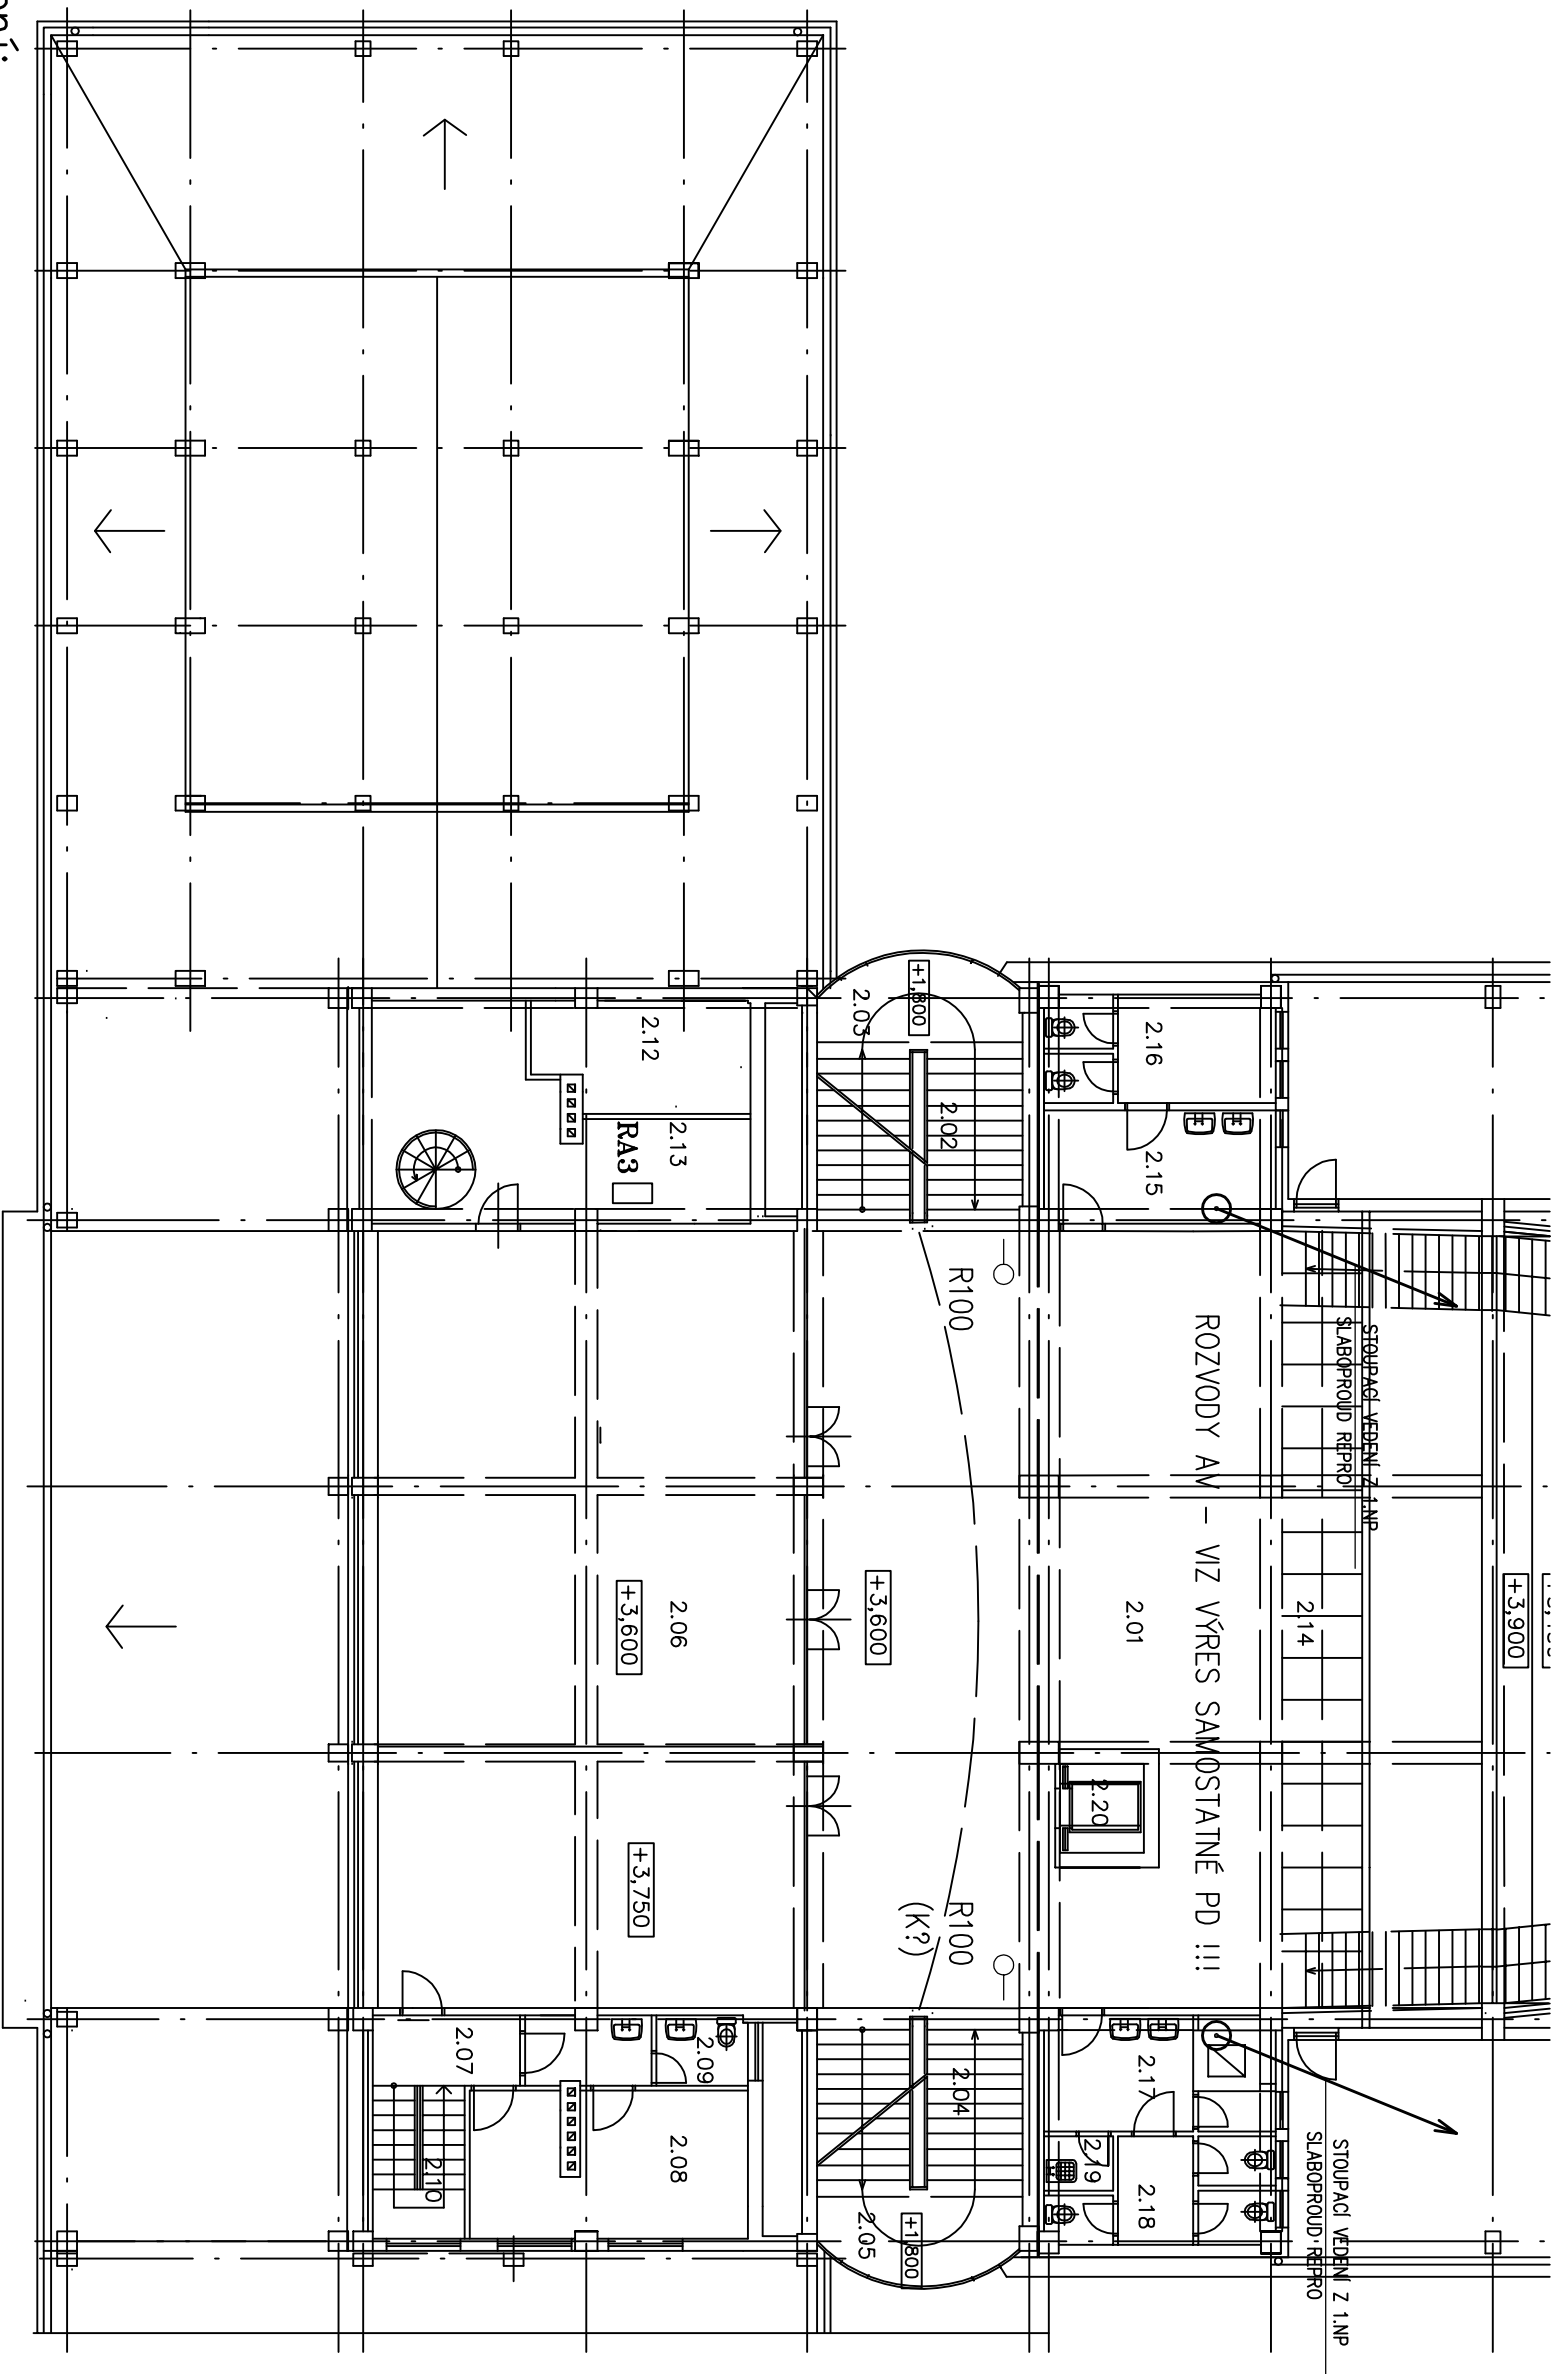 2.16
2.15
+1,800
2.03
2.02
2.12
2.13
RA3
R100
STOUPACÍ VEDENÍ Z 1.NP
SLABOPROUD REPRO
ROZVODY AV – VIZ VÝRES SAMOSTATNÉ PD !!!
+3,900
2.14
2.01
+3,600
2.06
+3,600
2.20
+3,750
R100
(K?)
2.07
2.09
2.08
2.10
2.04
2.05
+1,800
2.17
2.19
2.18
STOUPACÍ VEDENÍ Z 1.NP
SLABOPROUD REPRO